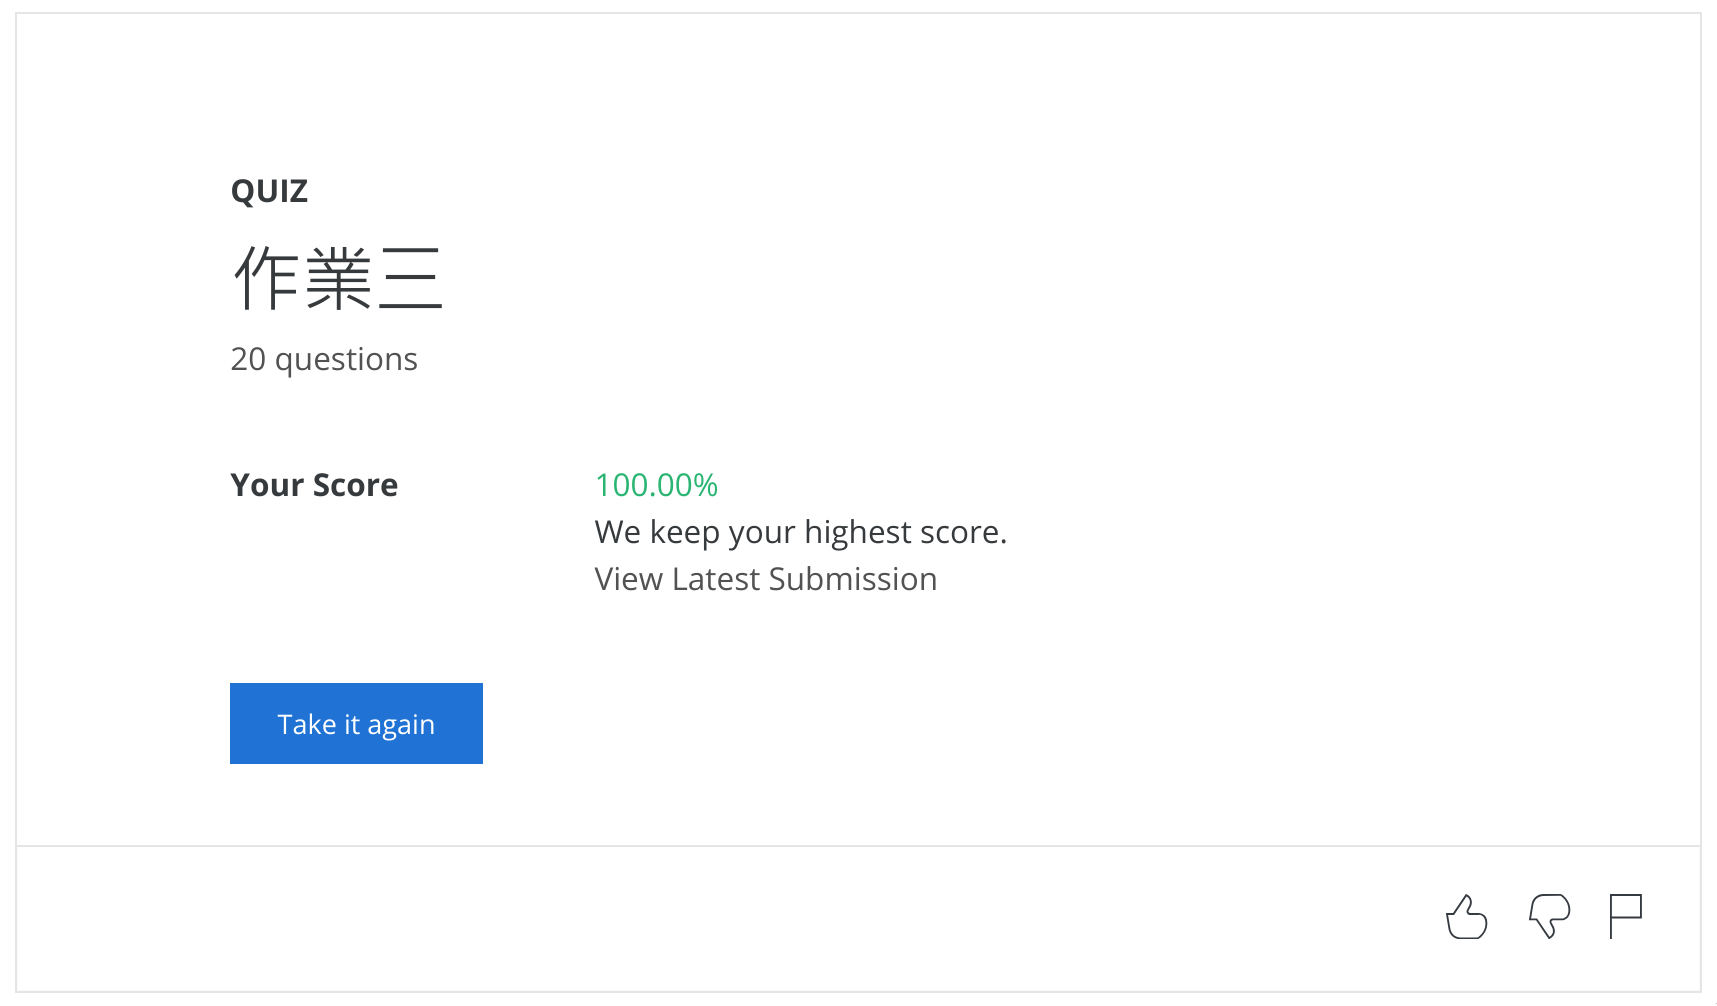 QUIZ
作業三
20 questions
Your Score
100.00%
We keep your highest score.
View Latest Submission
Take it again